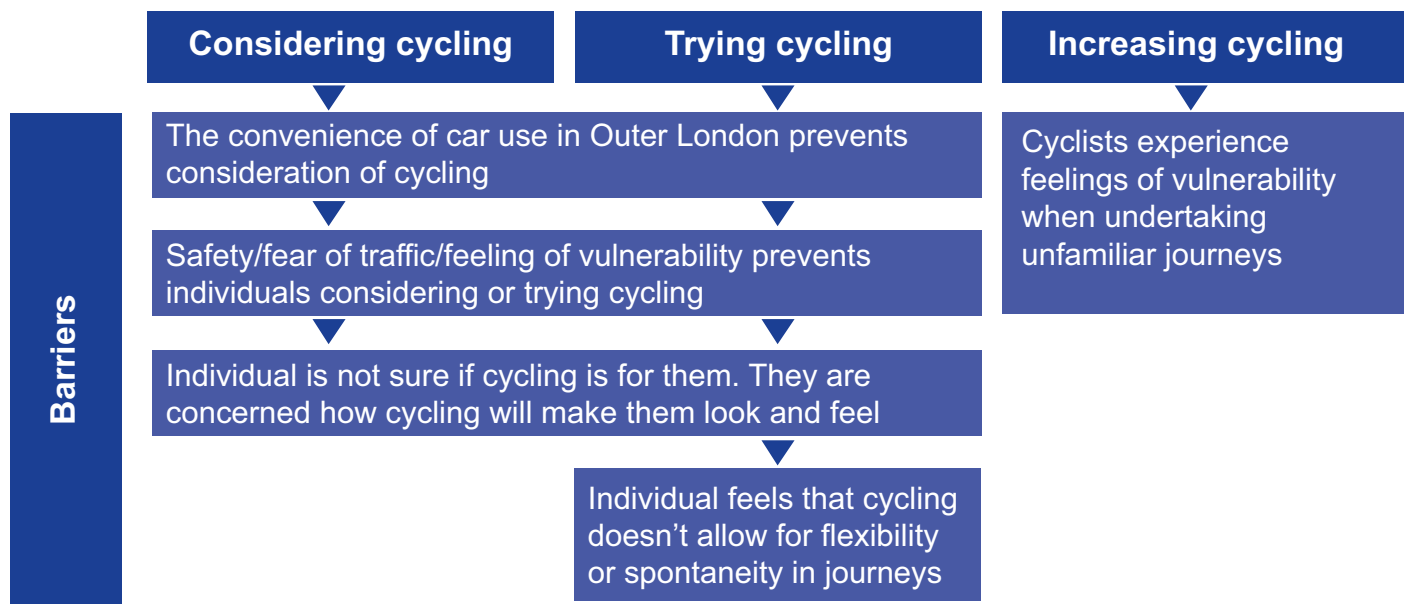 Considering cycling
Trying cycling
Increasing cycling
Barriers
The convenience of car use in Outer London prevents
consideration of cycling
Safety/fear of traffic/feeling of vulnerability prevents
individuals considering or trying cycling
Individual is not sure if cycling is for them. They are
concerned how cycling will make them look and feel
Individual feels that cycling
doesn’t allow for flexibility
or spontaneity in journeys
Cyclists experience
feelings of vulnerability
when undertaking
unfamiliar journeys